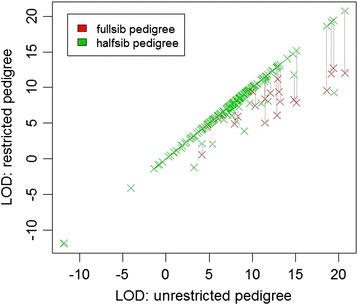 fullsib pedigree
halfsib pedigree
20
15
10
5
0
-5
-10
LOD: restricted pedigree
-10 -5 0 5 10 15 20
LOD: unrestricted pedigree